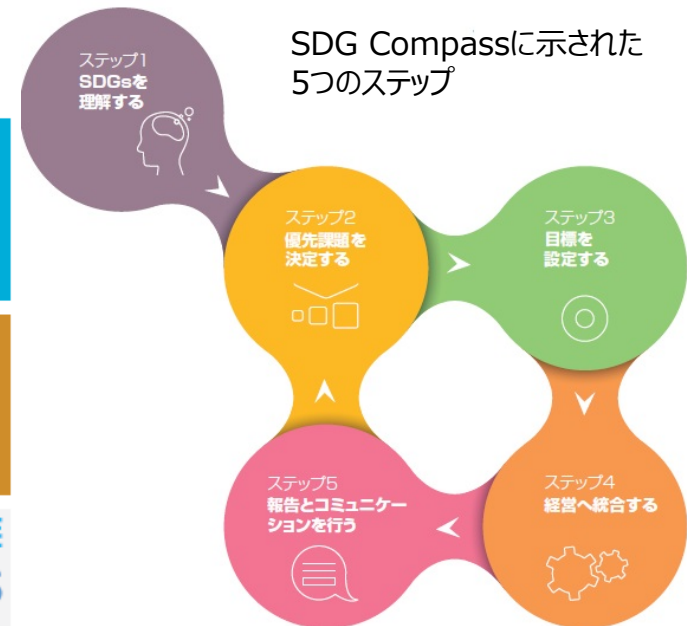 SDG Compassに示された
5つのステップ
ステップ1
SDGsを
理解する
ステップ2
優先課題を
決定する
ステップ3
目標を
設定する
ステップ4
経営へ統合する
ステップ5
報告とコミュニケー
ションを行う